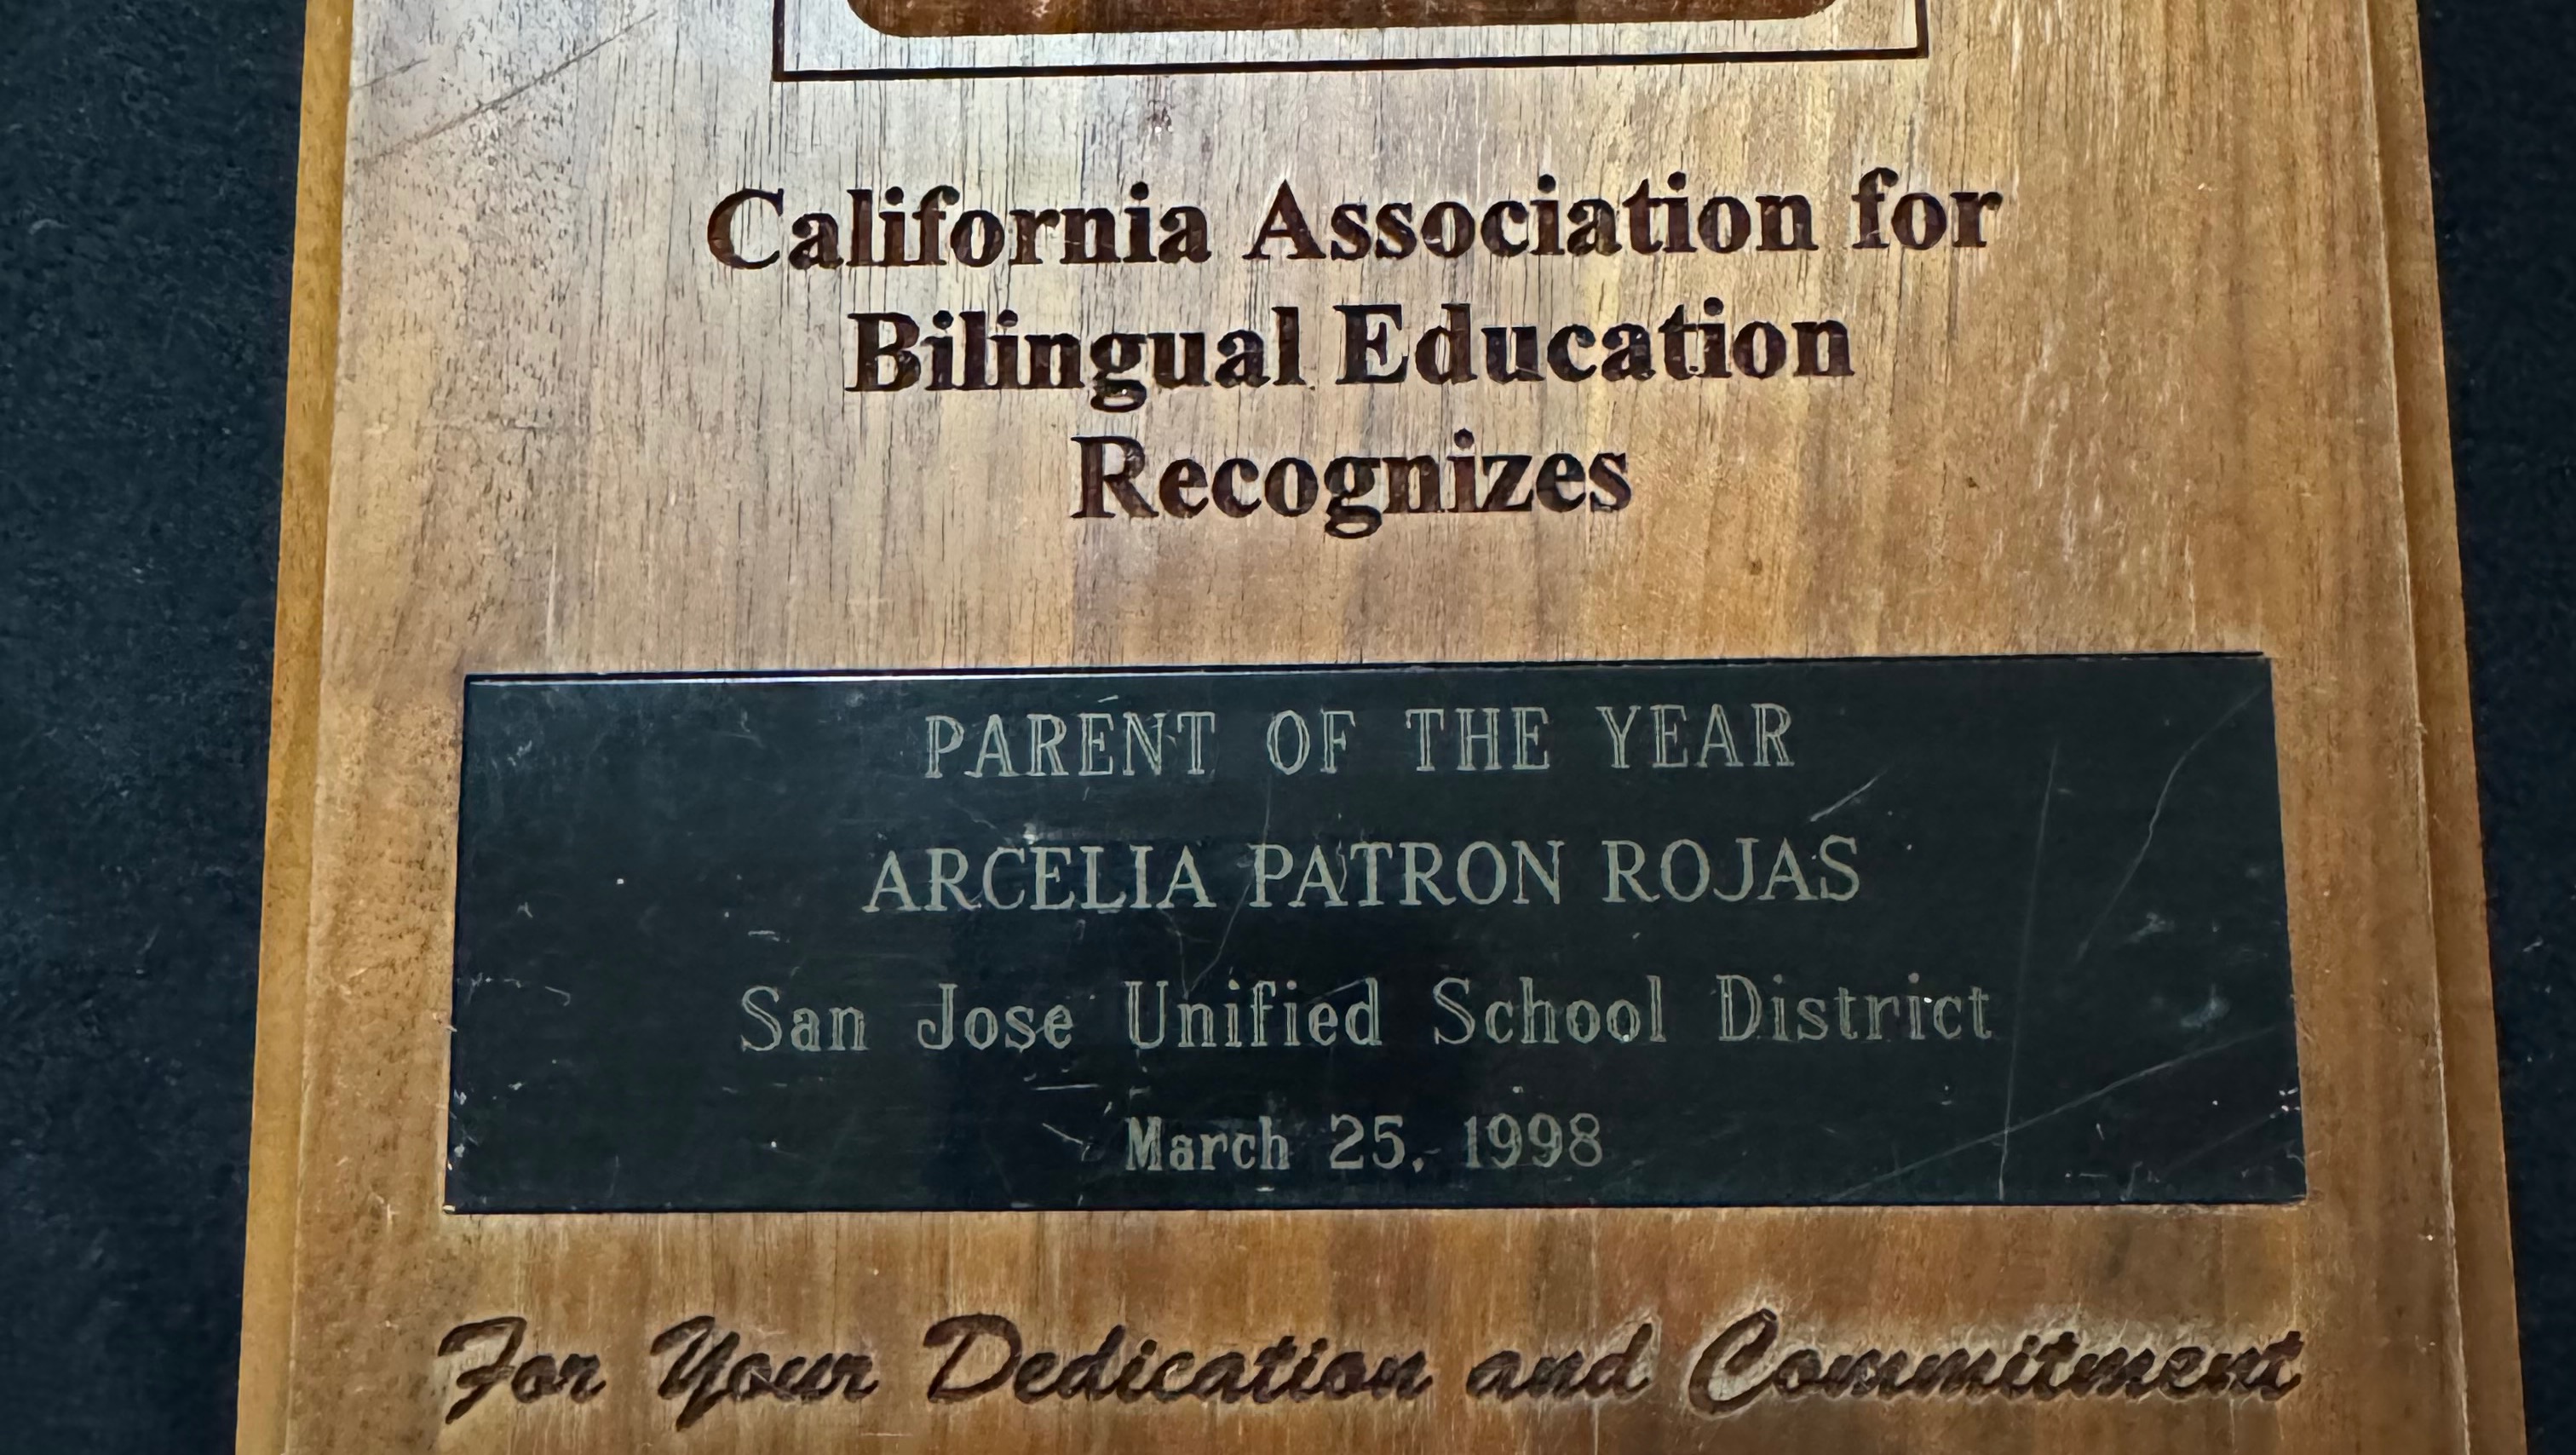 California Association for
Bilingual Education
Recognizes
PARENT OF THE YEAR
ARCELIA PATRON ROJAS
San Jose Unified School District
March 25, 1998
For Your Dedication and Commitment